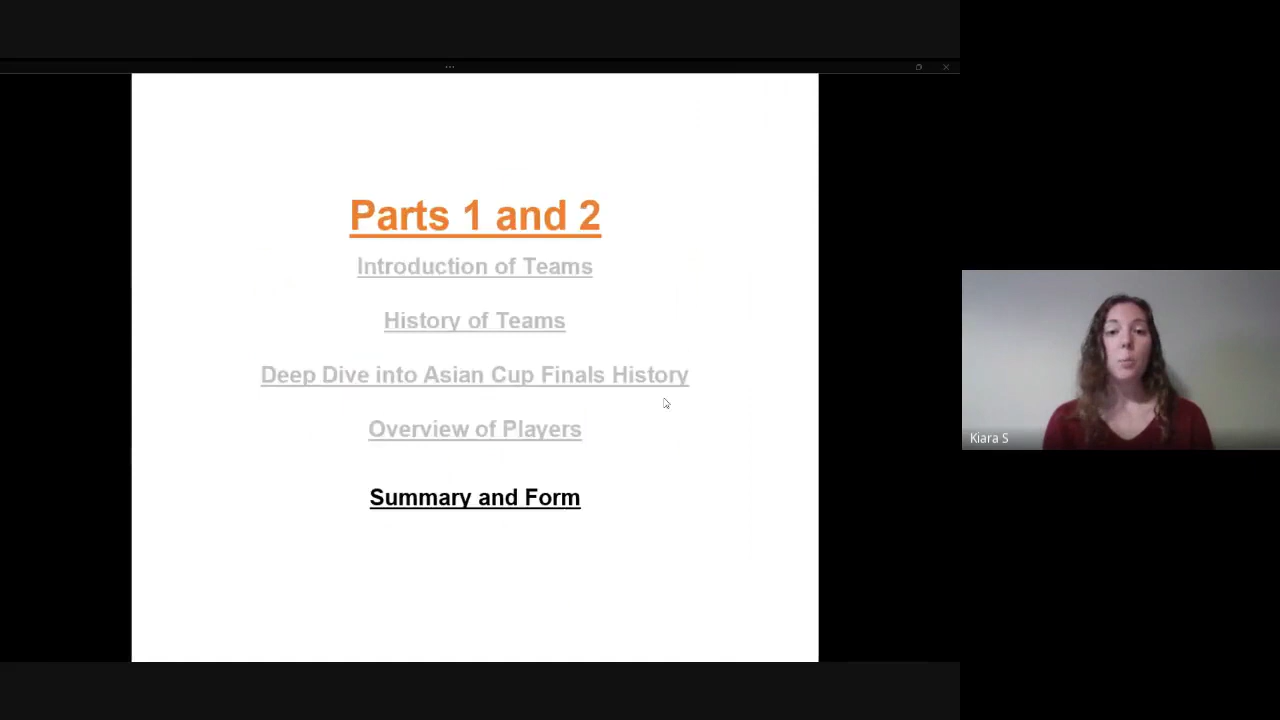 Parts 1 and 2
Introduction of Teams
History of Teams
Deep Dive into Asian Cup Finals History
Overview of Players
Summary and Form
Kiara S